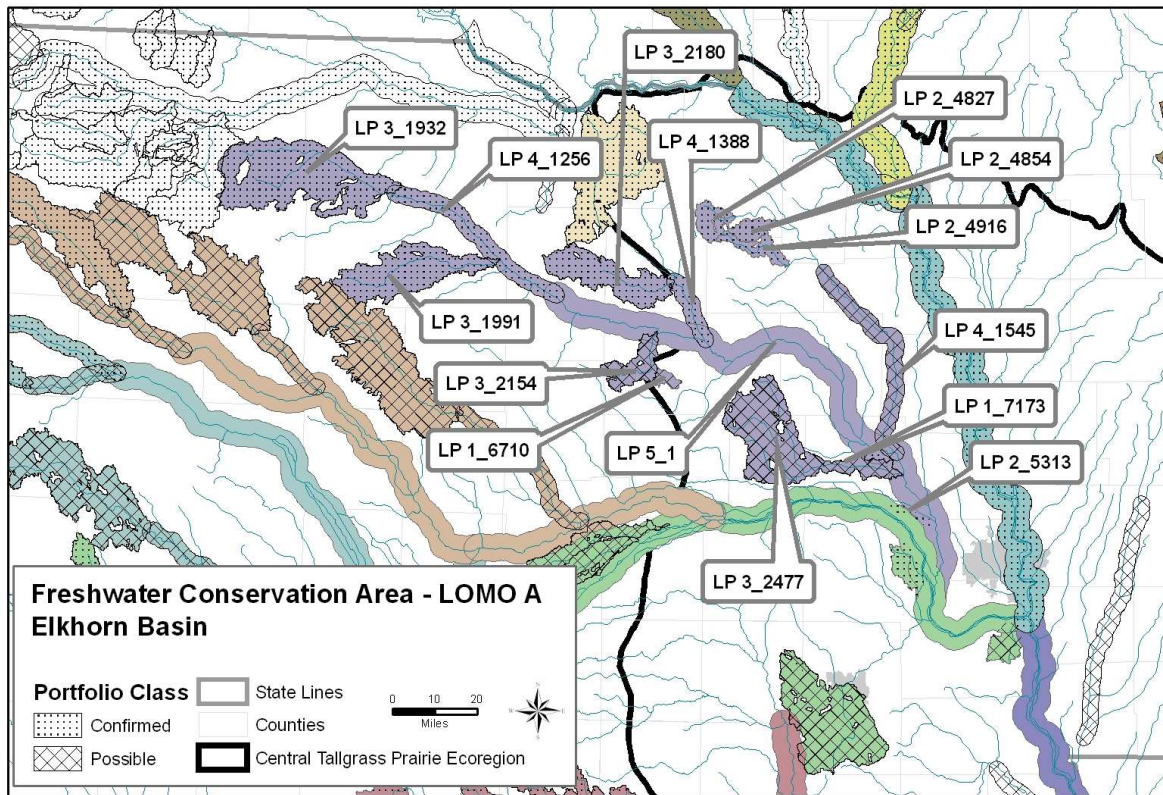 LP 3_2180
LP 2_4827
LP 3_1932
LP 4_1388
LP 4_1256
LP 2_4854
LP 2_4916
LP 3_1991
LP 4_1545
LP 3_2154
LP 1_7173
LP 1_6710
LP 5_1
LP 2_5313
LP 3_2477
Freshwater Conservation Area - LOMO A
Elkhorn Basin
Portfolio Class
Confirmed
Possible
State Lines
Counties
Central Tallgrass Prairie Ecoregion
0 10 20
Miles